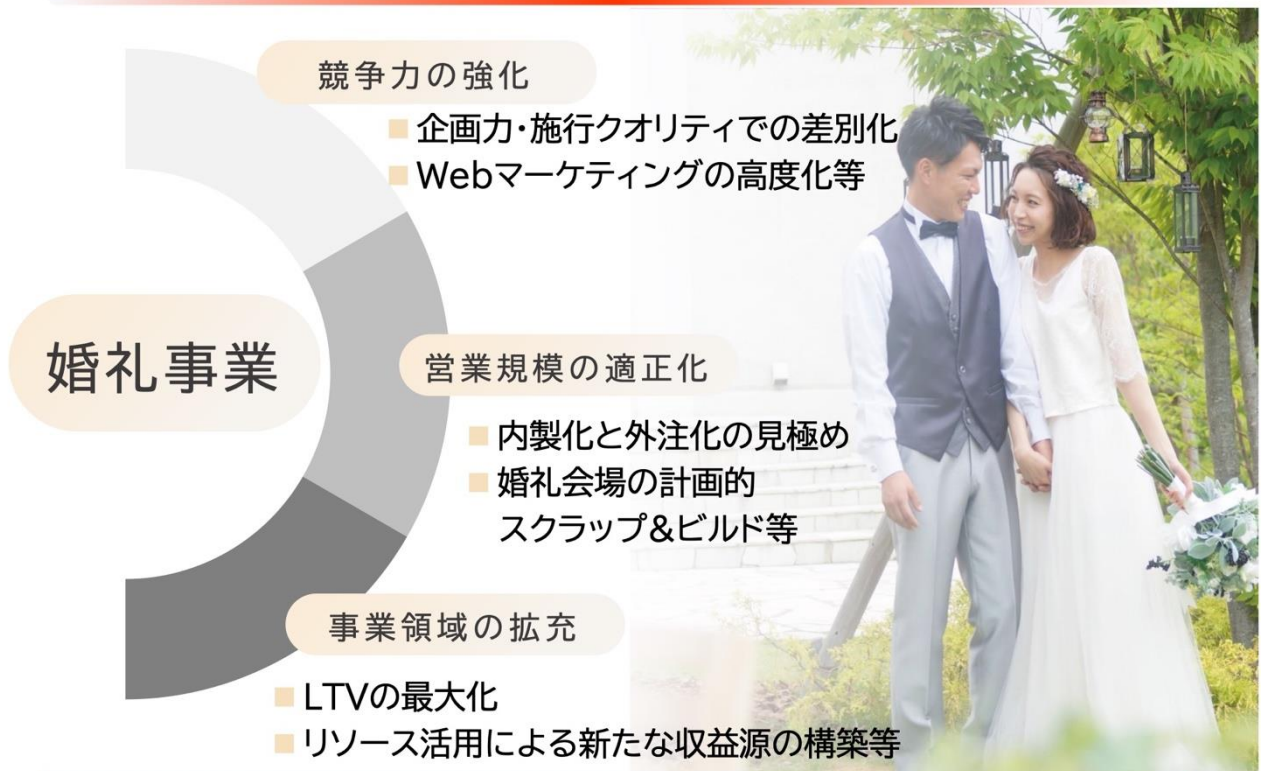 競争力の強化
■ 企画力・施行クオリティでの差別化
■ Webマーケティングの高度化等
婚礼事業
営業規模の適正化
■ 内製化と外注化の見極め
■ 婚礼会場の計画的
スクラップ&ビルド等
事業領域の拡充
■ LTVの最大化
■ リソース活用による新たな収益源の構築等